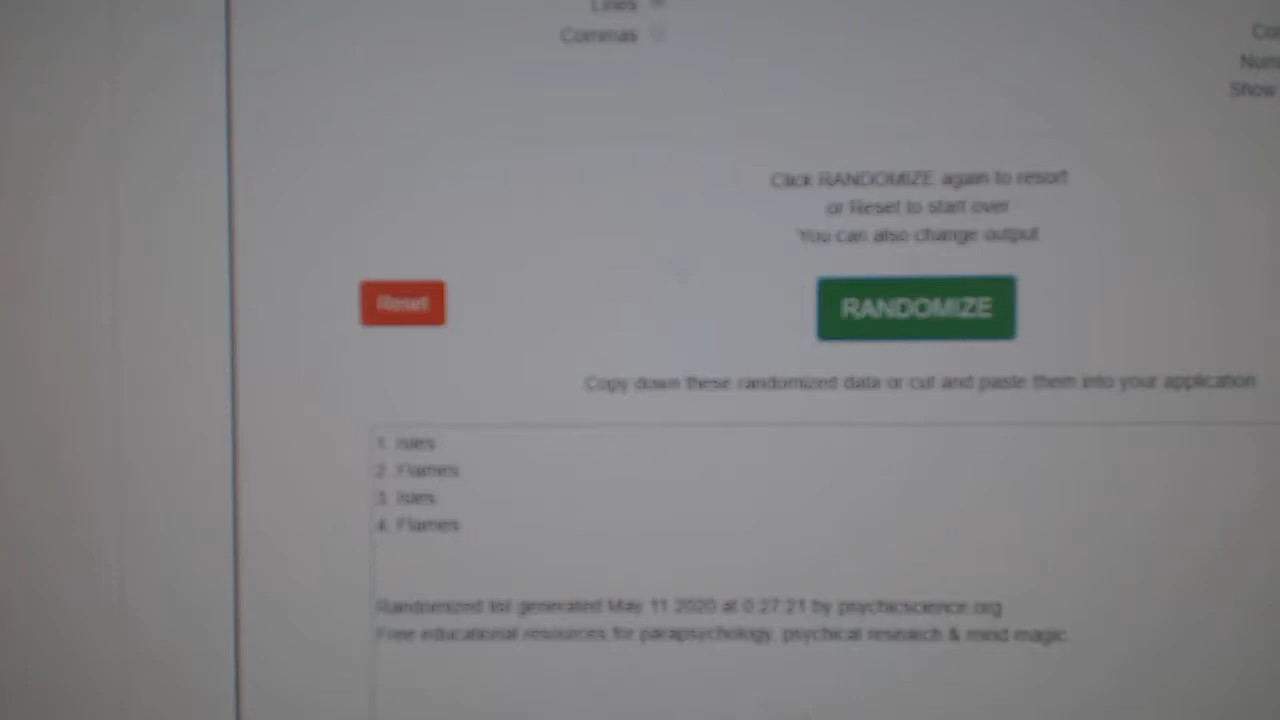 Lines
Commas
Num
Show
Click RANDOMIZE again to resort
or Reset to start over
You can also change output
Reset
RANDOMIZE
Copy down these randomized data or cut and paste them into your application
1. Isles
2. Flames
3. Isles
4. Flames
Randomized list generated May 11 2020 at 0:27:21 by psychicscience.org
Free educational resources for parapsychology, psychical research & mind magic